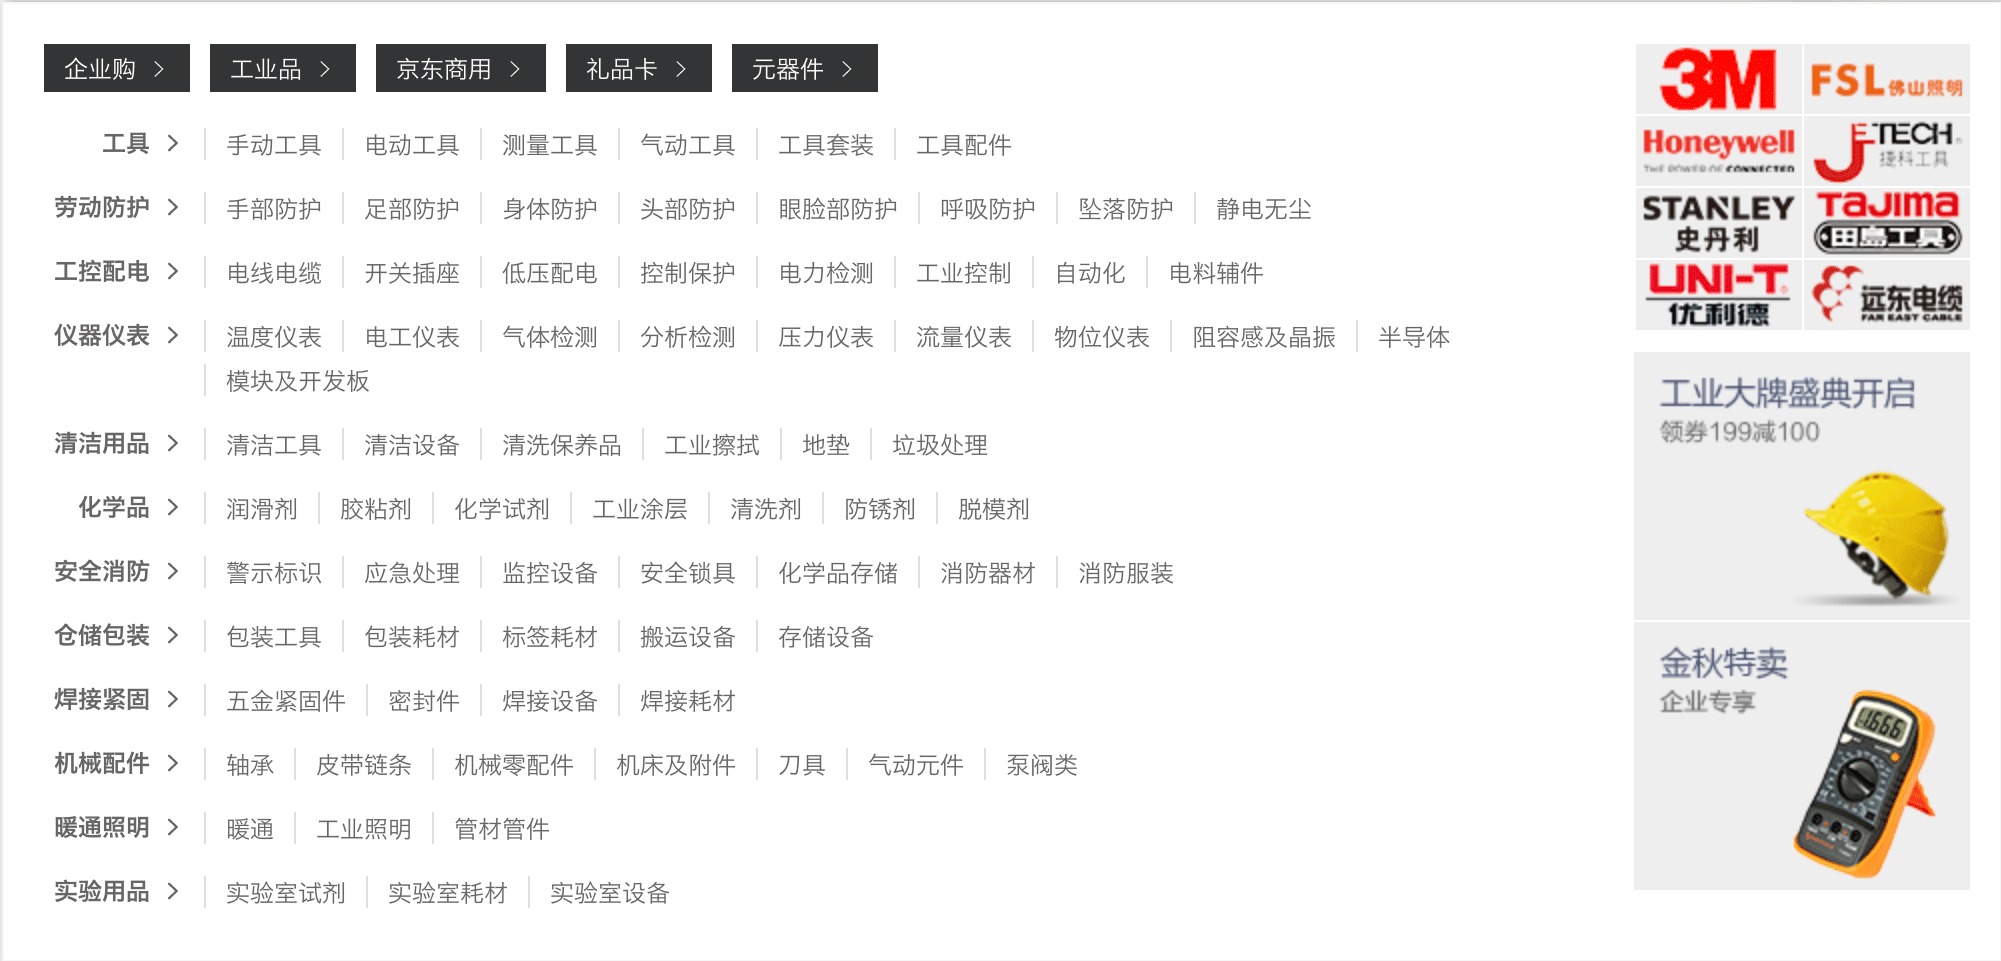 企业购 工业品 京东商用 礼品卡 元器件
工具 手动工具 电动工具 测量工具 气动工具 工具套装 工具配件
劳动防护 手部防护 足部防护 身体防护 头部防护 眼脸部防护 呼吸防护 坠落防护 静电无尘
工控配电 电线电缆 开关插座 低压配电 控制保护 电力检测 工业控制 自动化 电料辅件
仪器仪表 温度仪表 电工仪表 气体检测 分析检测 压力仪表 流量仪表 物位仪表 阻容感及晶振 半导体
模块及开发板
清洁用品 清洁工具 清洁设备 清洗保养品 工业擦拭 地垫 垃圾处理
化学品 润滑剂 胶粘剂 化学试剂 工业涂层 清洗剂 防锈剂 脱模剂
安全消防 警示标识 应急处理 监控设备 安全锁具 化学品存储 消防器材 消防服装
仓储包装 包装工具 包装耗材 标签耗材 搬运设备 存储设备
焊接紧固 五金紧固件 密封件 焊接设备 焊接耗材
机械配件 轴承 皮带链条 机械零配件 机床及附件 刀具 气动元件 泵阀类
暖通照明 暖通 工业照明 管材管件
实验用品 实验室试剂 实验室耗材 实验室设备
3M
FSL佛山照明
Honeywell
THE POWER OF CONNECTED
JETECH
捷科工具
STANLEY
史丹利
TAJIMA
田島工具
UNI-T
优利德
远东电缆
FAR EAST CABLE
工业大牌盛典开启
领券199减100
金秋特卖
企业专享
1.666